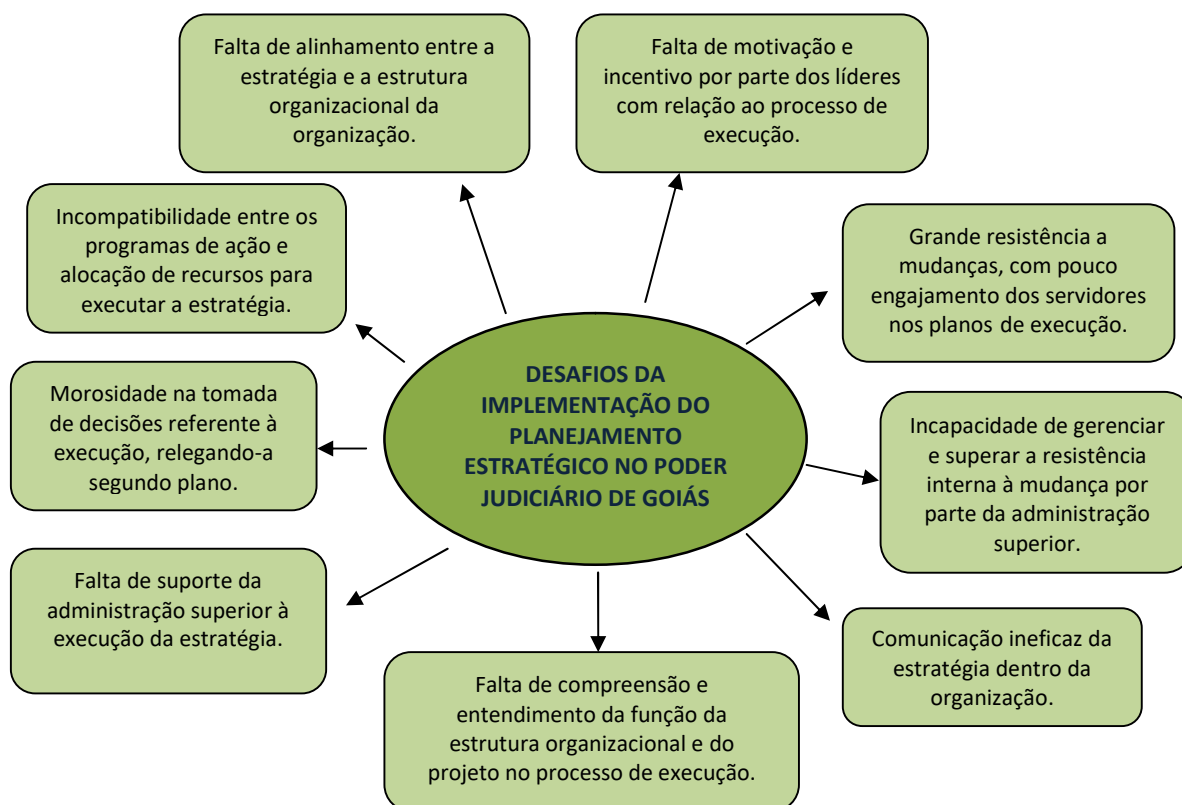 Falta de alinhamento entre a
estratégia e a estrutura
organizacional da
organização.
Falta de motivação e
incentivo por parte dos líderes
com relação ao processo de
execução.
Incompatibilidade entre os
programas de ação e
alocação de recursos para
executar a estratégia.
Grande resistência a
mudanças, com pouco
engajamento dos servidores
nos planos de execução.
DESAFIOS DA
IMPLEMENTAÇÃO DO
PLANEJAMENTO
ESTRATÉGICO NO PODER
JUDICIÁRIO DE GOIÁS
Morosidade na tomada
de decisões referente à
execução, relegando-a
segundo plano.
Incapacidade de gerenciar
e superar a resistência
interna à mudança por
parte da administração
superior.
Falta de suporte da
administração superior à
execução da estratégia.
Comunicação ineficaz da
estratégia dentro da
organização.
Falta de compreensão e
entendimento da função da
estrutura organizacional e do
projeto no processo de execução.